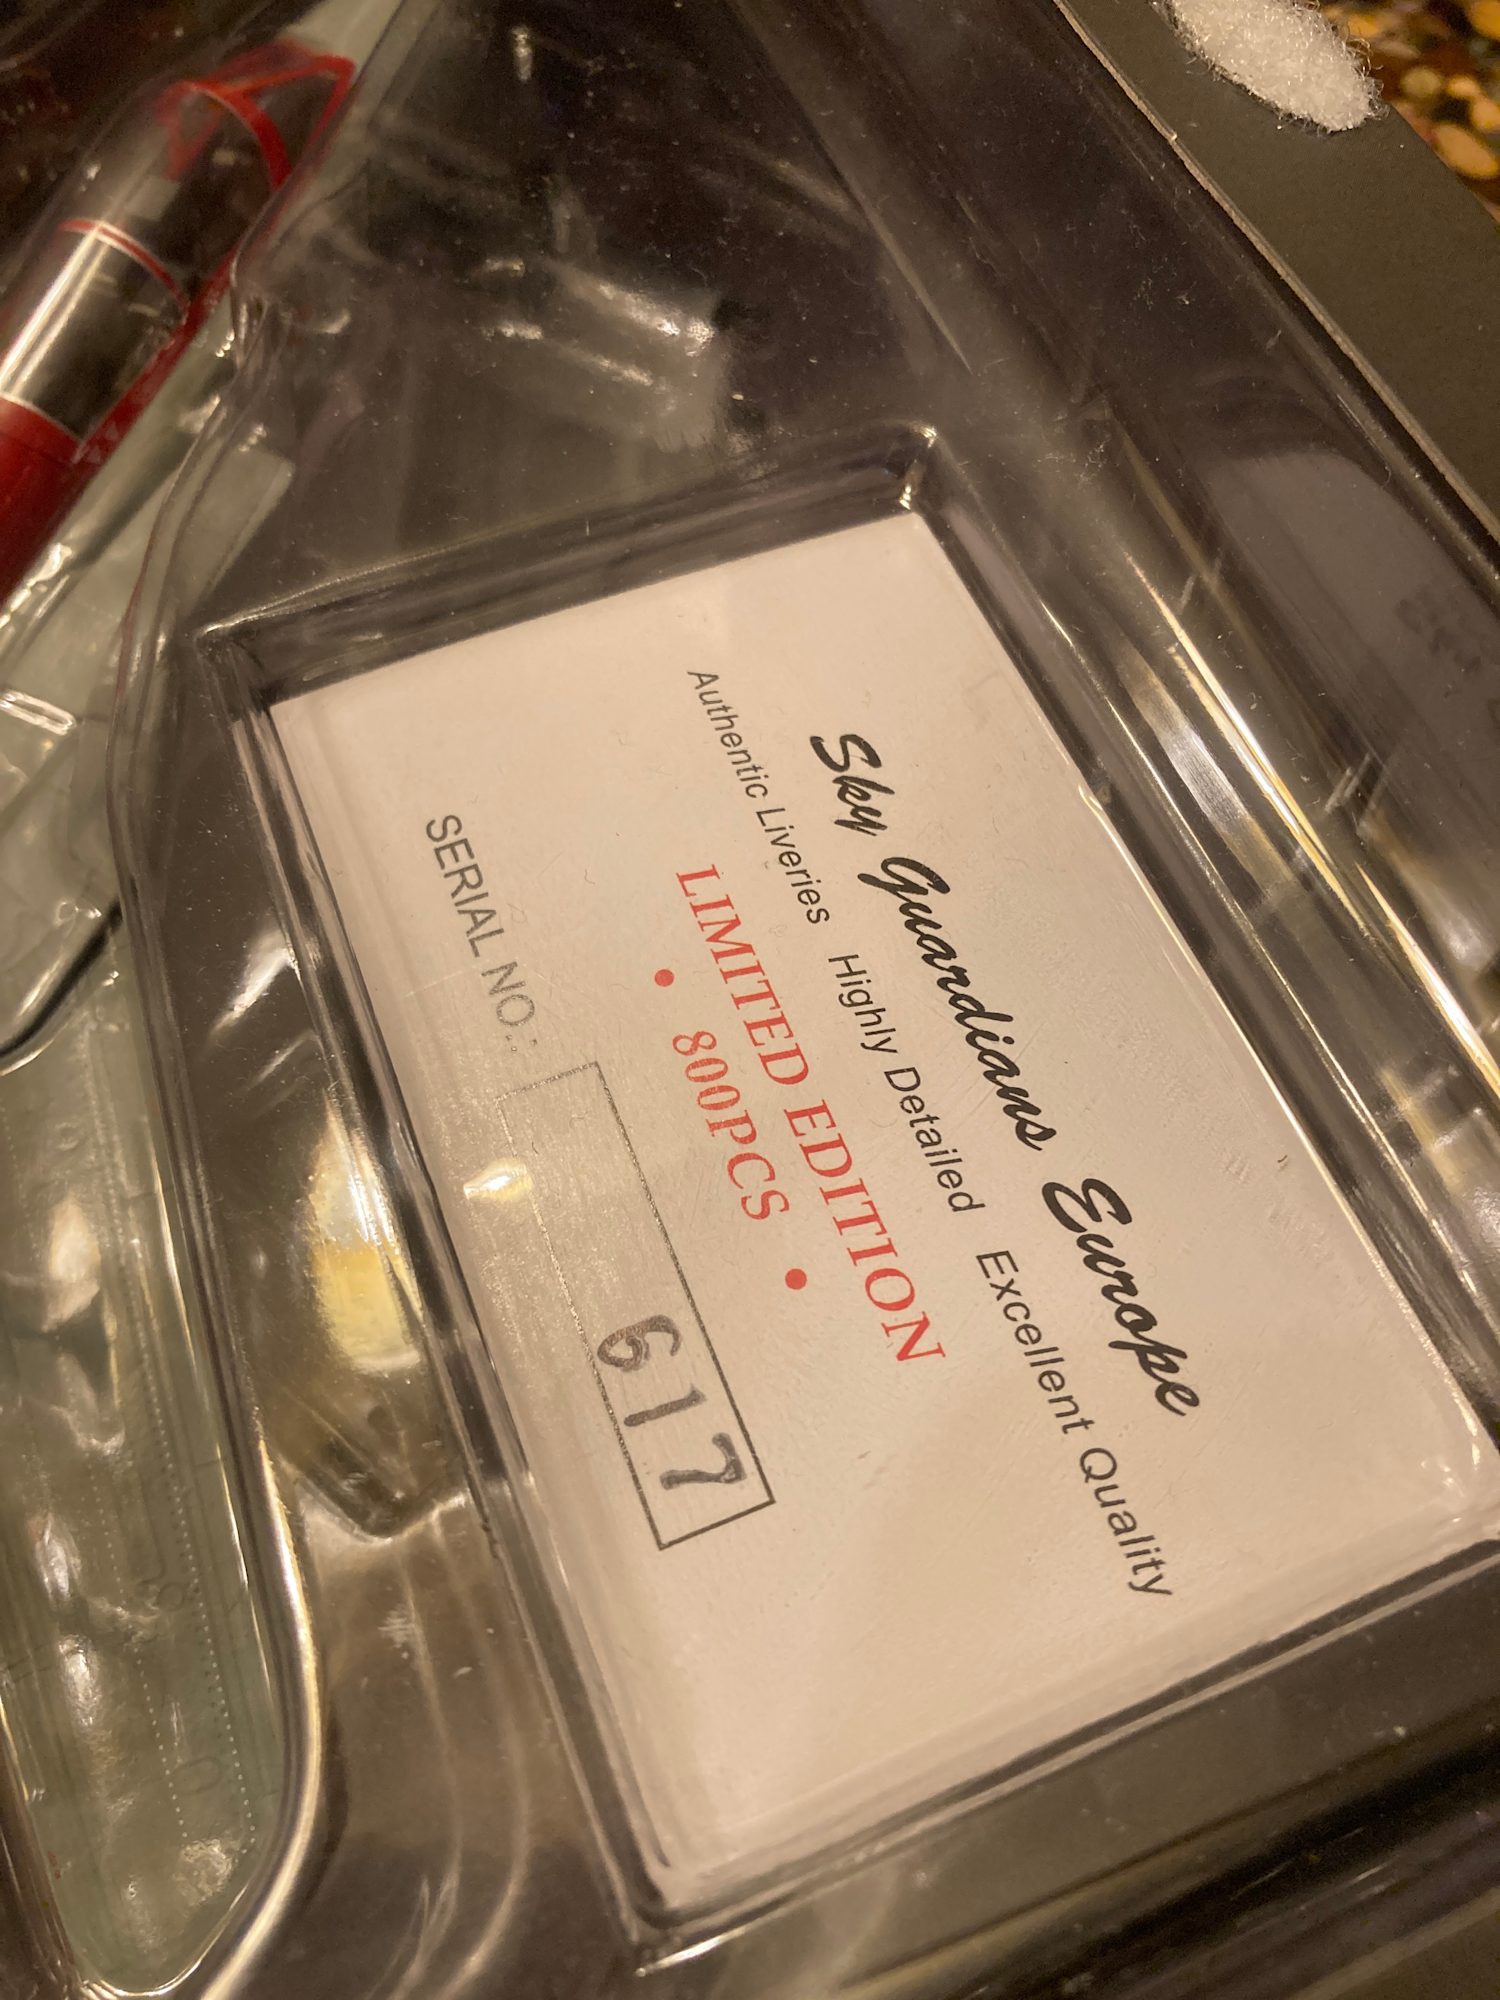 Sky Guardians Europe
Authentic Liveries Highly Detailed Excellent Quality
LIMITED EDITION
• 800PCS •
SERIAL NO.: 617